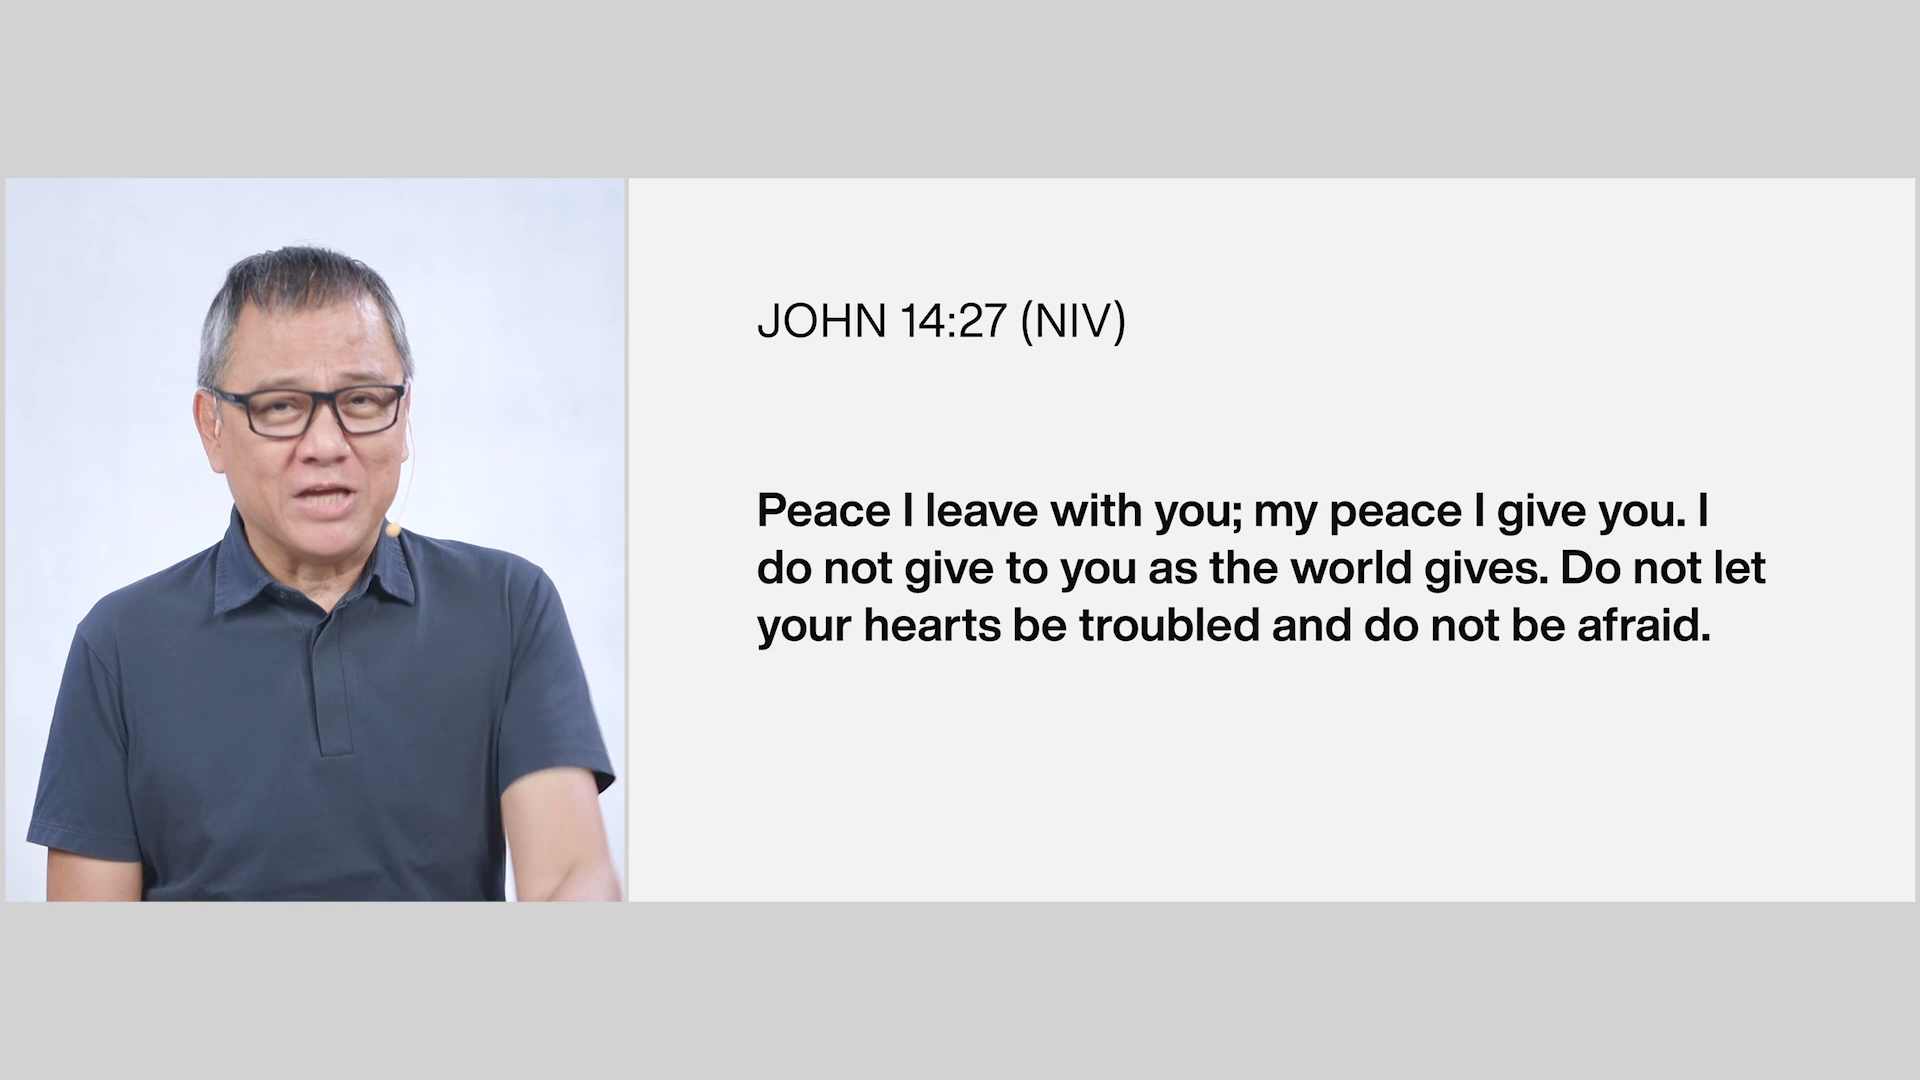 JOHN 14:27 (NIV)
Peace I leave with you; my peace I give you. I
do not give to you as the world gives. Do not let
your hearts be troubled and do not be afraid.